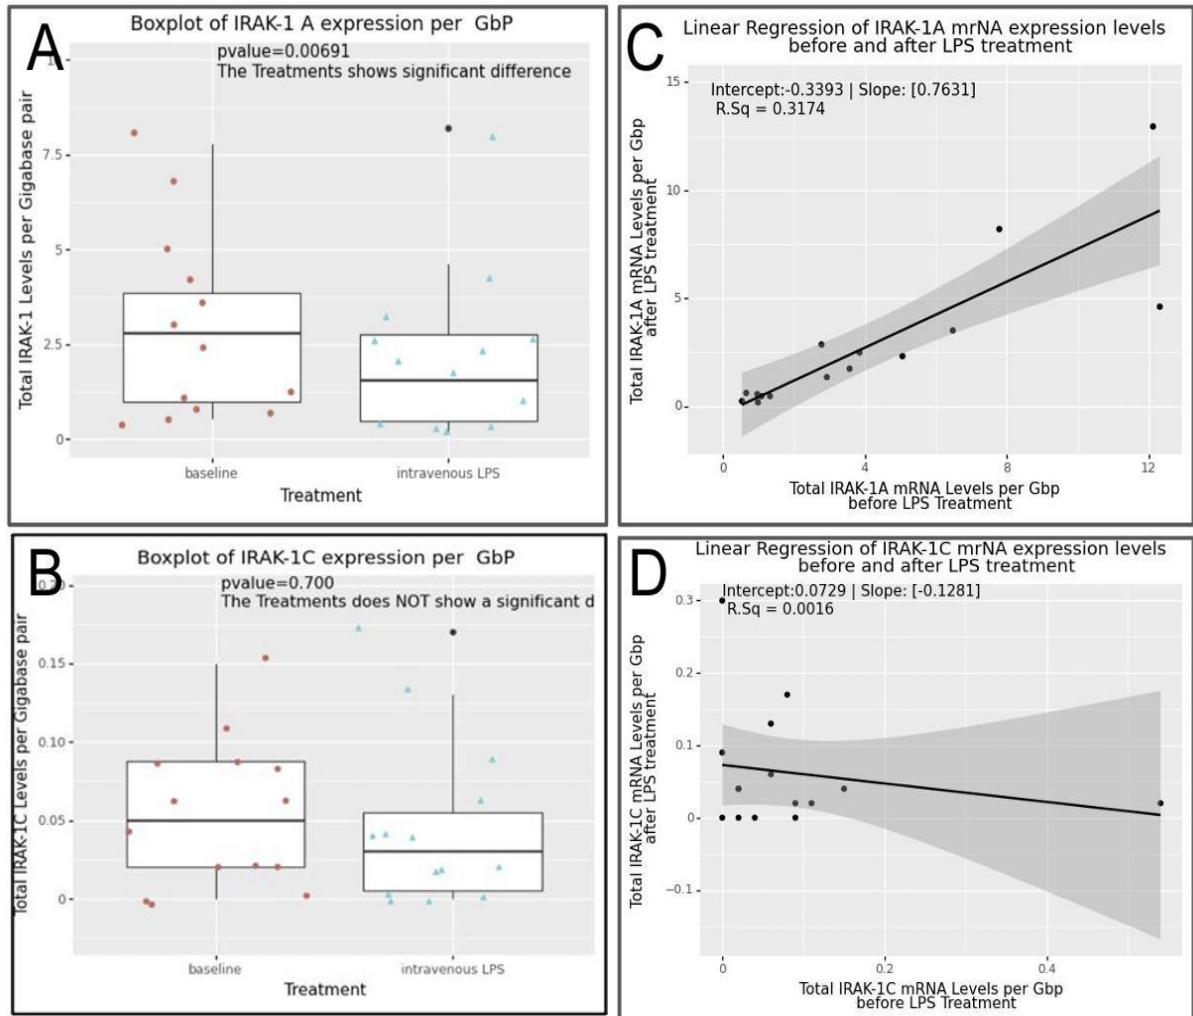 A
Boxplot of IRAK-1 A expression per GbP
pvalue=0.00691
The Treatments shows significant difference
Total IRAK-1 Levels per Gigabase pair
7.5
5
2.5
0
baseline
intravenous LPS
Treatment
B
Boxplot of IRAK-1C expression per GbP
pvalue=0.700
The Treatments does NOT show a significant d
Total IRAK-1C Levels per Gigabase pair
0.15
0.10
0.05
0
baseline
intravenous LPS
Treatment
C
Linear Regression of IRAK-1A mrNA expression levels
before and after LPS treatment
Intercept:-0.3393 | Slope: [0.7631]
R.Sq = 0.3174
Total IRAK-1A mRNA Levels per Gbp
after LPS treatment
15
10
5
0
0
4
8
12
Total IRAK-1A mRNA Levels per Gbp
before LPS Treatment
D
Linear Regression of IRAK-1C mrNA expression levels
before and after LPS treatment
Intercept:0.0729 | Slope: [-0.1281]
R.Sq = 0.0016
Total IRAK-1C mRNA Levels per Gbp
after LPS treatment
0.3
0.2
0.1
0
−0.1
0
0.2
0.4
Total IRAK-1C mRNA Levels per Gbp
before LPS Treatment